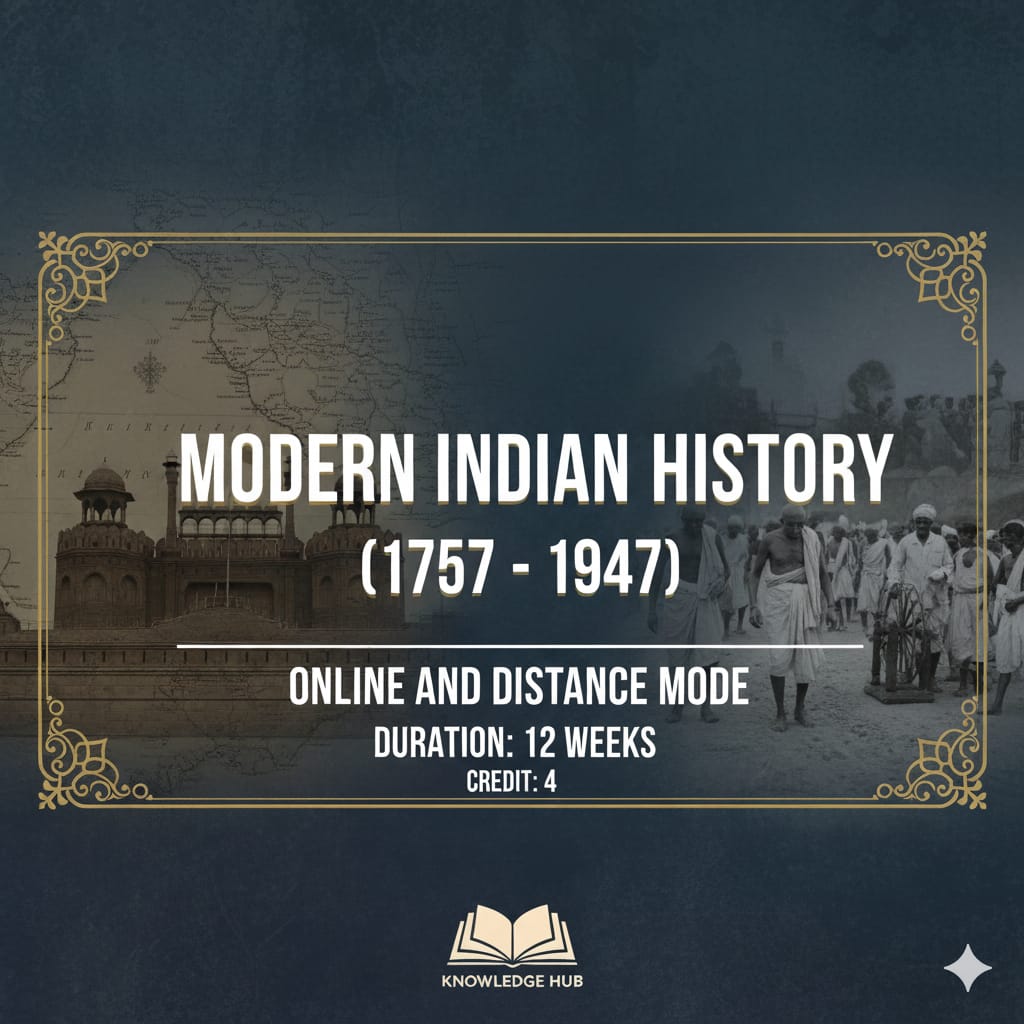 MODERN INDIAN HISTORY
(1757 - 1947)
ONLINE AND DISTANCE MODE
DURATION: 12 WEEKS
CREDIT: 4
KNOWLEDGE HUB